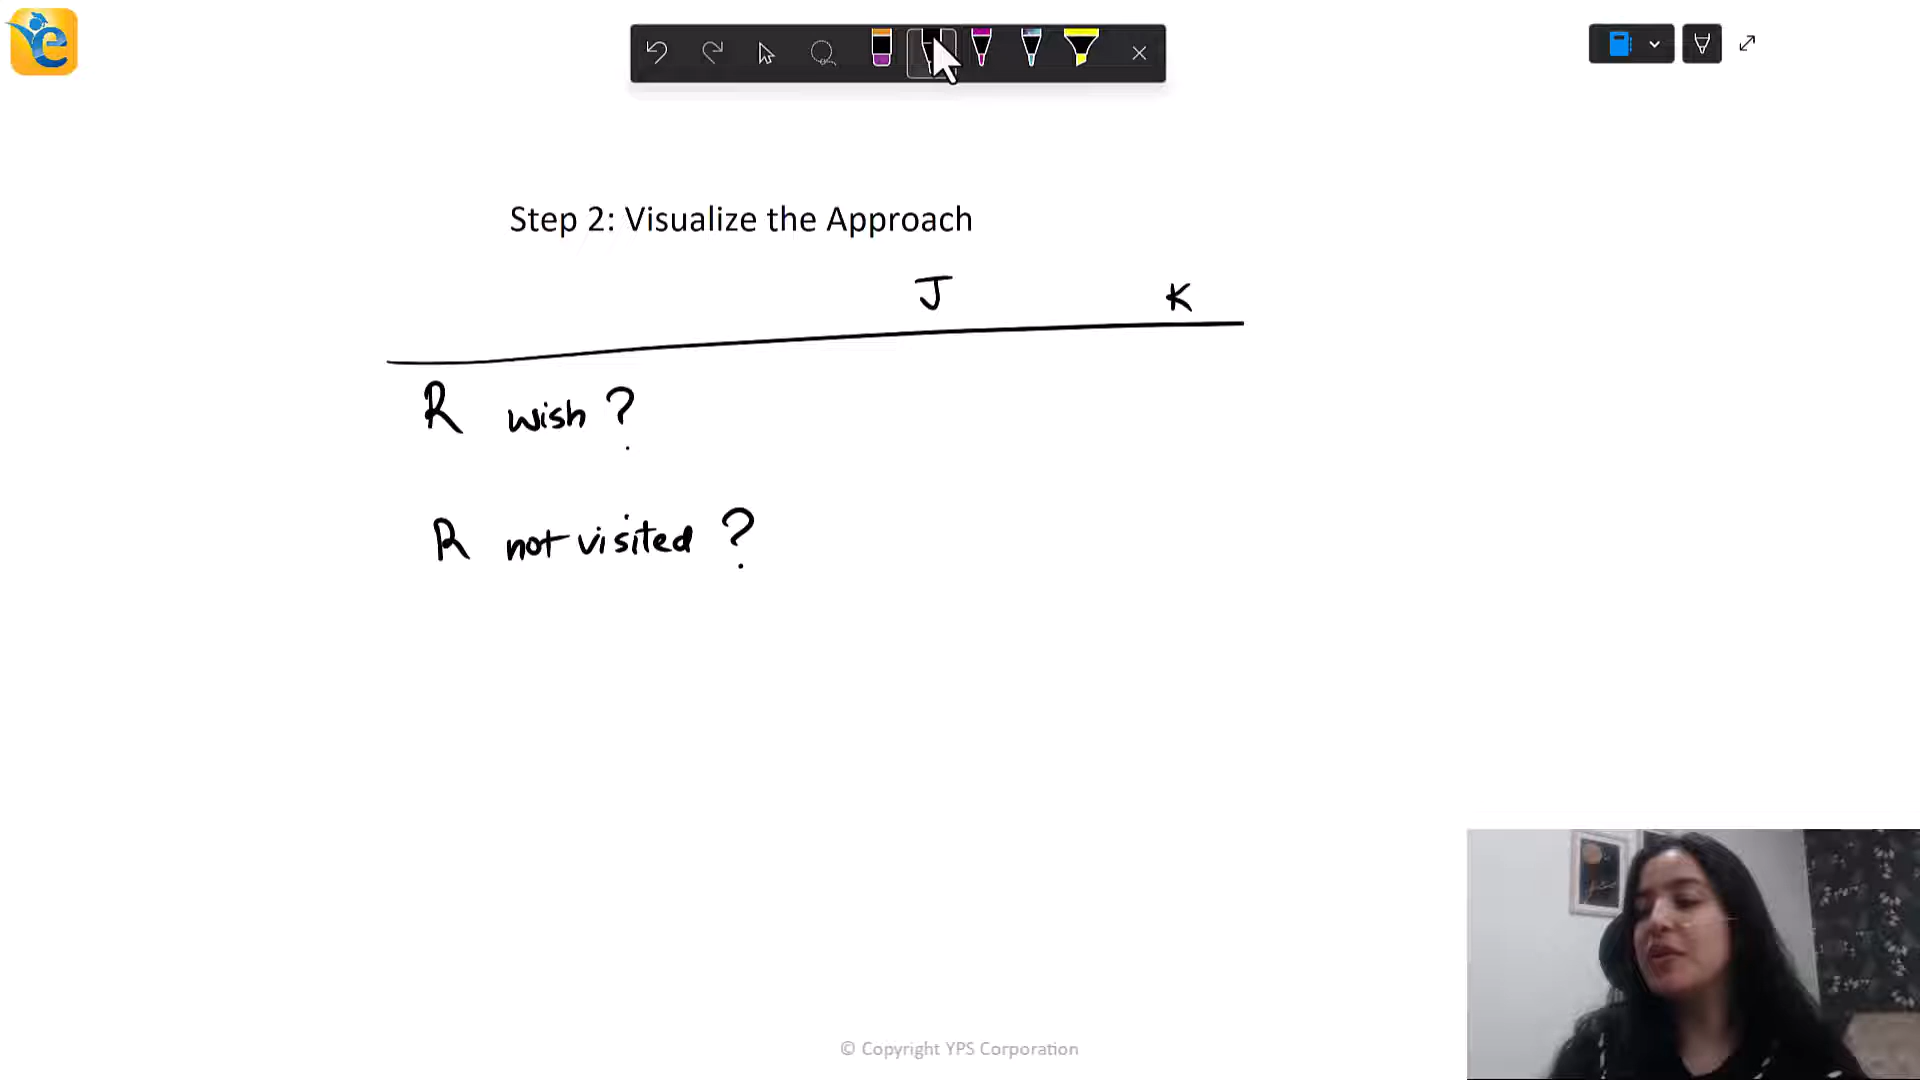 Step 2: Visualize the Approach
J K
R wish ?
R not visited ?
© Copyright YPS Corporation